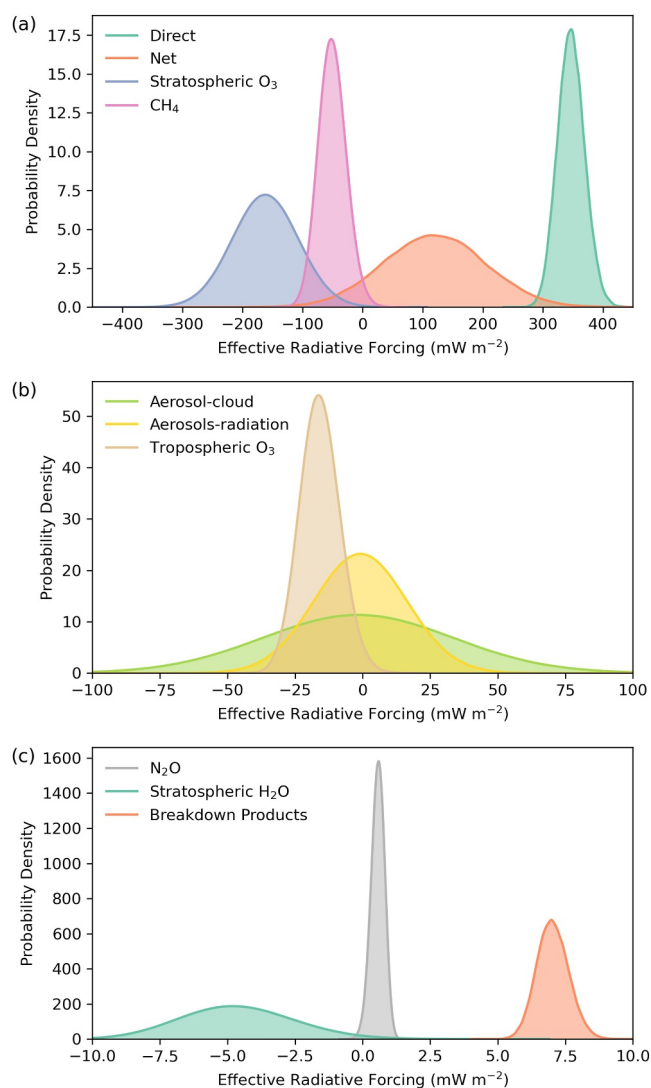 (a)
Direct
Net
Stratospheric O₃
CH₄
Probability Density
17.5
15.0
12.5
10.0
7.5
5.0
2.5
0.0
−400 −300 −200 −100 0 100 200 300 400
Effective Radiative Forcing (mW m⁻²)
(b)
Aerosol-cloud
Aerosols-radiation
Tropospheric O₃
Probability Density
50
40
30
20
10
0
−100 −75 −50 −25 0 25 50 75 100
Effective Radiative Forcing (mW m⁻²)
(c)
N₂O
Stratospheric H₂O
Breakdown Products
Probability Density
1600
1400
1200
1000
800
600
400
200
0
−10.0 −7.5 −5.0 −2.5 0.0 2.5 5.0 7.5 10.0
Effective Radiative Forcing (mW m⁻²)